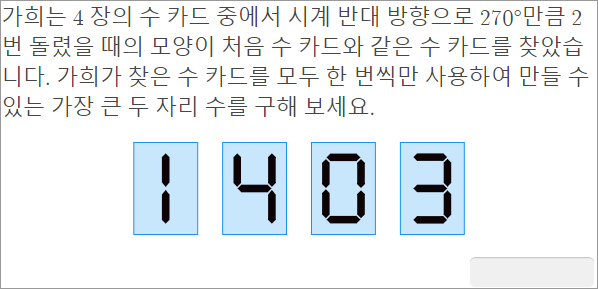 가희는 4 장의 수 카드 중에서 시계 반대 방향으로 270°만큼 2
번 돌렸을 때의 모양이 처음 수 카드와 같은 수 카드를 찾았습
니다. 가희가 찾은 수 카드를 모두 한 번씩만 사용하여 만들 수
있는 가장 큰 두 자리 수를 구해 보세요.
1 4 0 3